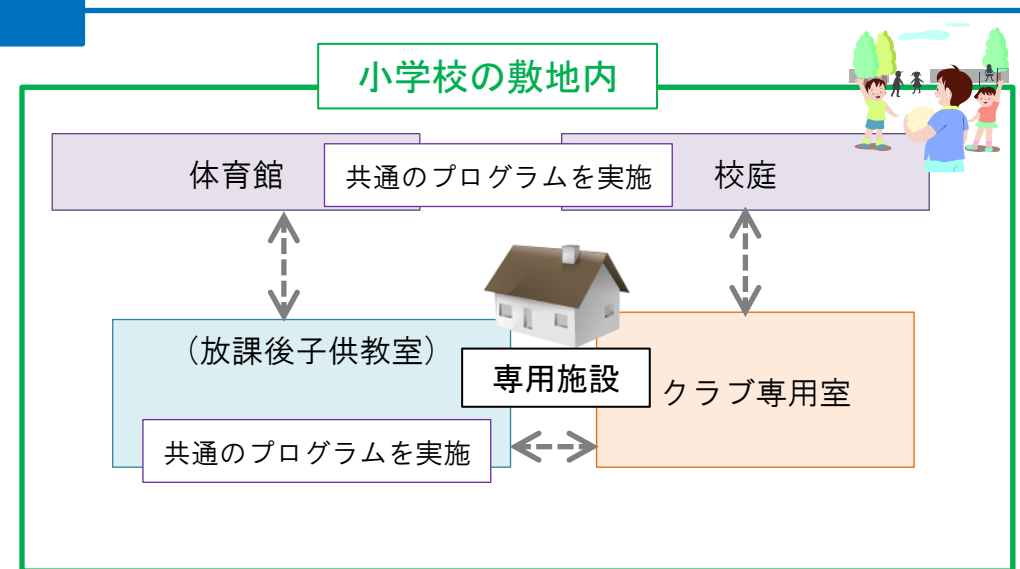 小学校の敷地内
体育館
共通のプログラムを実施
校庭
（放課後子供教室）
専用施設
クラブ専用室
共通のプログラムを実施